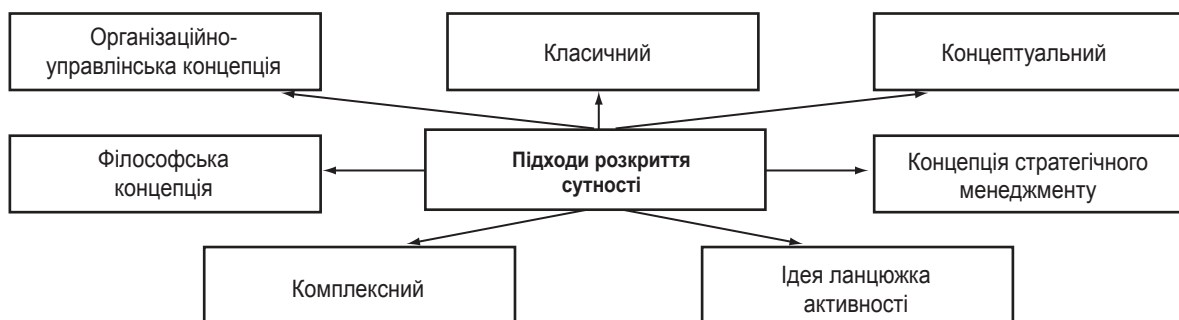 Організаційно-
управлінська концепція
Класичний
Концептуальний
Філософська
концепція
Підходи розкриття
сутності
Концепція стратегічного
менеджменту
Комплексний
Ідея ланцюжка
активності